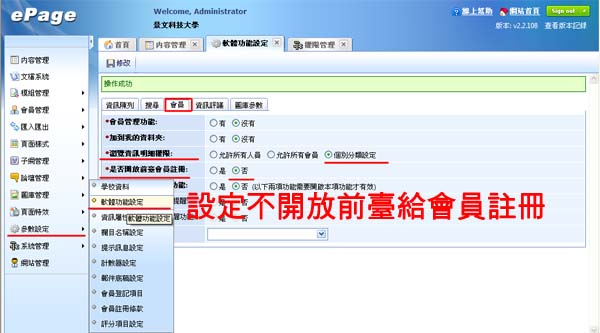 ePage
Welcome, Administrator
景文科技大學
線上幫助
網站首頁
Sign out
版本: v2.2.108
查看版本記錄
首頁
內容管理
軟體功能設定
權限管理
修改
操作成功
資訊陳列
搜尋
會員
資訊評議
圖庫參數
*會員管理功能: 有 沒有
*加到我的資料夾: 有 沒有
*瀏覽資訊明細權限: 允許所有人員 允許所有會員 個別分類設定
*是否開放前臺會員註冊: 是 否
是 否 (以下兩項功能需要開啟本項功能才有效)
內容管理
文檔系統
模組管理
會員管理
匯入匯出
頁面樣式
子網管理
論壇管理
圖庫管理
頁面特效
參數設定
系統管理
網站管理
學校資料
軟體功能設定
資訊屬
軟體功能設定
欄目名稱設定
提示訊息設定
計數器設定
郵件底稿設定
會員登記項目
會員註冊條款
評分項目設定
設定不開放前臺給會員註冊